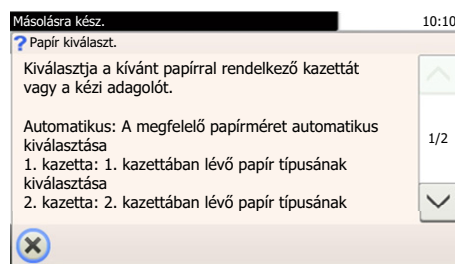 Másolásra kész.
10:10
? Papír kiválaszt.
Kiválasztja a kívánt papírral rendelkező kazettát
vagy a kézi adagolót.
Automatikus: A megfelelő papírméret automatikus
kiválasztása
1/2
1. kazetta: 1. kazettában lévő papír típusának
kiválasztása
2. kazetta: 2. kazettában lévő papír típusának